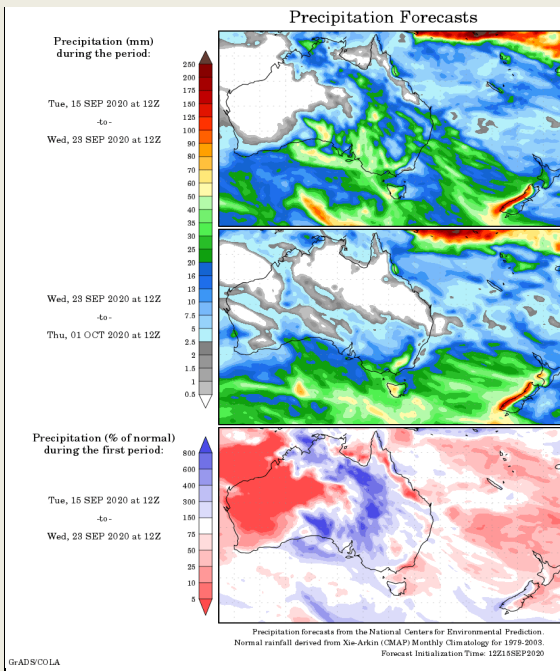 Precipitation Forecasts
Precipitation (mm)
during the period:
Tue, 15 SEP 2020 at 12Z
-to-
Wed, 23 SEP 2020 at 12Z
250
200
175
150
125
100
90
80
70
60
50
40
35
30
25
20
16
13
10
7.5
5
2.5
2
1.5
1
0.5
Wed, 23 SEP 2020 at 12Z
-to-
Thu, 01 OCT 2020 at 12Z
Precipitation (% of normal)
during the first period:
Tue, 15 SEP 2020 at 12Z
-to-
Wed, 23 SEP 2020 at 12Z
800
600
400
300
150
75
50
25
10
5
Precipitation forecasts from the National Centers for Environmental Prediction.
Normal rainfall derived from Xie-Arkin (CMAP) Monthly Climatology for 1979-2003.
Forecast Initialization Time: 12Z15SEP2020
GrADS/COLA